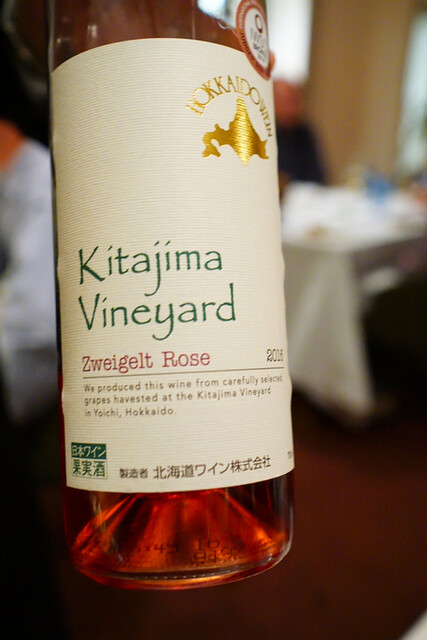 HOKKAIDO WEIN
Kitajima
Vineyard
Zweigelt Rose 2016
We produced this wine from carefully selected
grapes havested at the Kitajima Vineyard
in Yoichi, Hokkaido.
日本ワイン
果実酒
製造者 北海道ワイン株式会社